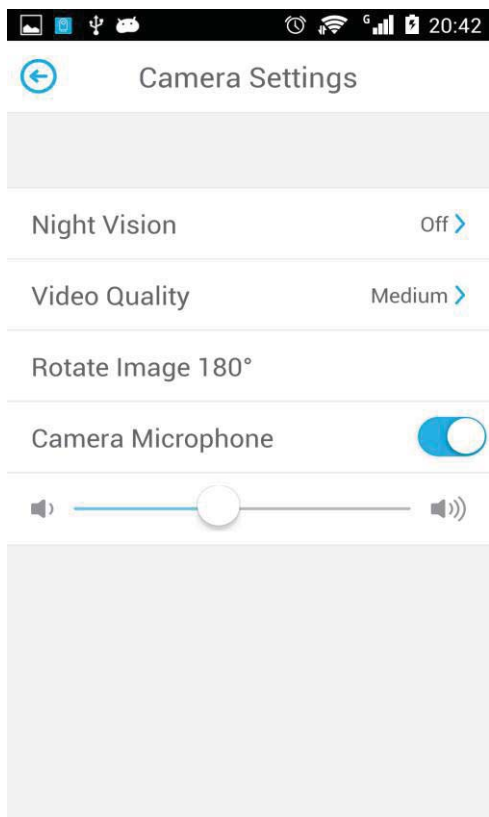 G 20:42
Camera Settings
Night Vision Off
Video Quality Medium
Rotate Image 180°
Camera Microphone